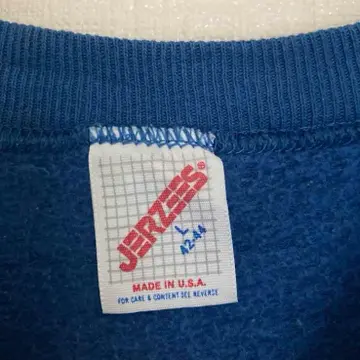 JERZEES®
L
42-44
MADE IN U.S.A.
FOR CARE & CONTENT SEE REVERSE